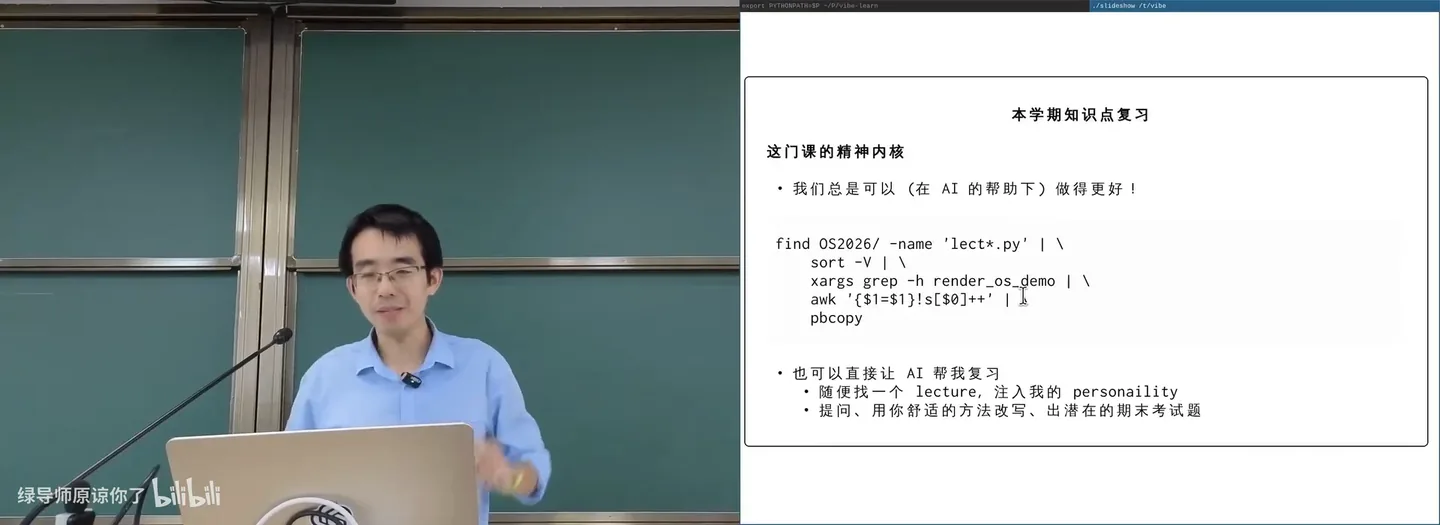 export PYTHONPATH=$P ~/P/vibe-learn
./slideshow /t/vibe
本学期知识点复习
这门课的精神内核
• 我们总是可以 (在 AI 的帮助下) 做得更好！
find OS2026/ -name 'lect*.py' | \
sort -V | \
xargs grep -h render_os_demo | \
awk '{$1=$1}!s[$0]++' | \
pbcopy
• 也可以直接让 AI 帮我复习
• 随便找一个 lecture, 注入我的 personaility
• 提问、用你舒适的方法改写、出潜在的期末考试题
绿导师原谅你了 bilibili